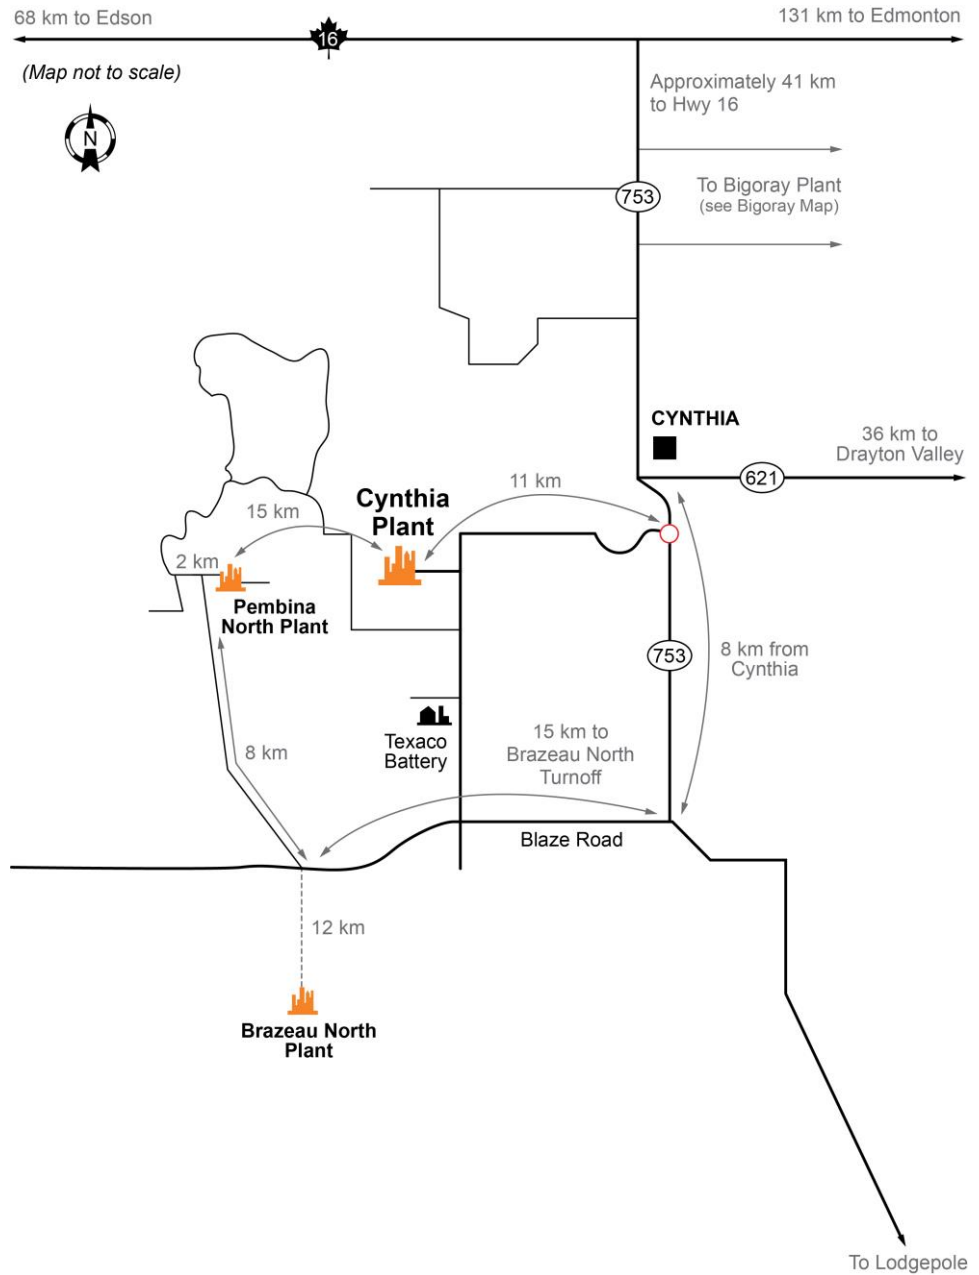 68 km to Edson
131 km to Edmonton
16
(Map not to scale)
N
Approximately 41 km
to Hwy 16
753
To Bigoray Plant
(see Bigoray Map)
CYNTHIA
36 km to
Drayton Valley
621
11 km
Cynthia
Plant
15 km
2 km
Pembina
North Plant
753
8 km from
Cynthia
Texaco
Battery
15 km to
Brazeau North
Turnoff
8 km
Blaze Road
12 km
Brazeau North
Plant
To Lodgepole